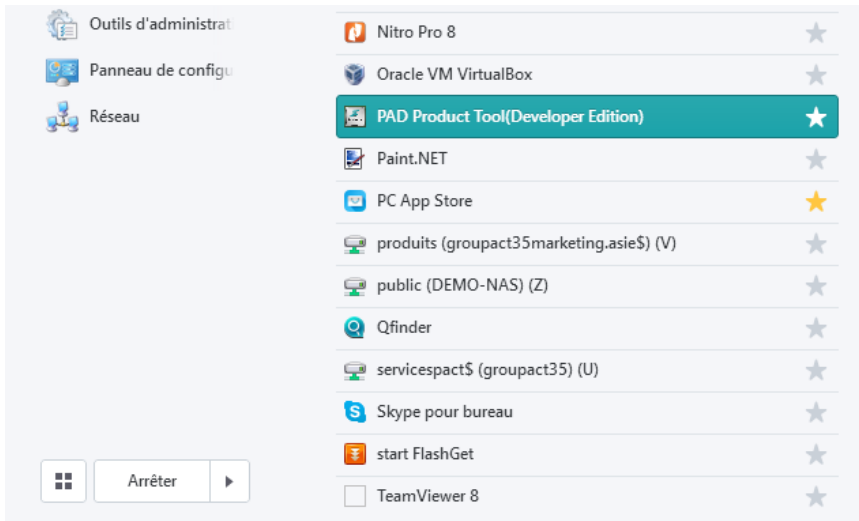 Outils d'administrat
Panneau de configu
Réseau
Arrêter
Nitro Pro 8
Oracle VM VirtualBox
PAD Product Tool(Developer Edition)
Paint.NET
PC App Store
produits (groupact35marketing.asie$) (V)
public (DEMO-NAS) (Z)
Qfinder
servicespact$ (groupact35) (U)
Skype pour bureau
start FlashGet
TeamViewer 8